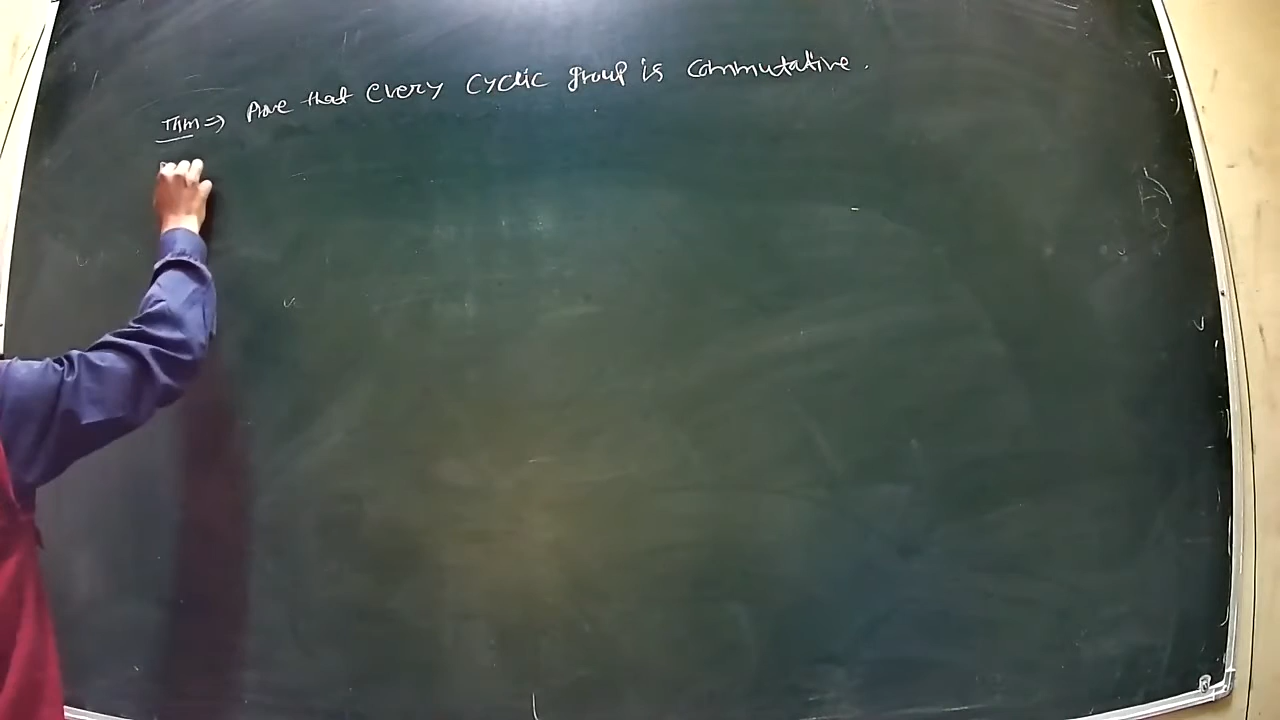 Thm => Prove that every cyclic group is commutative.